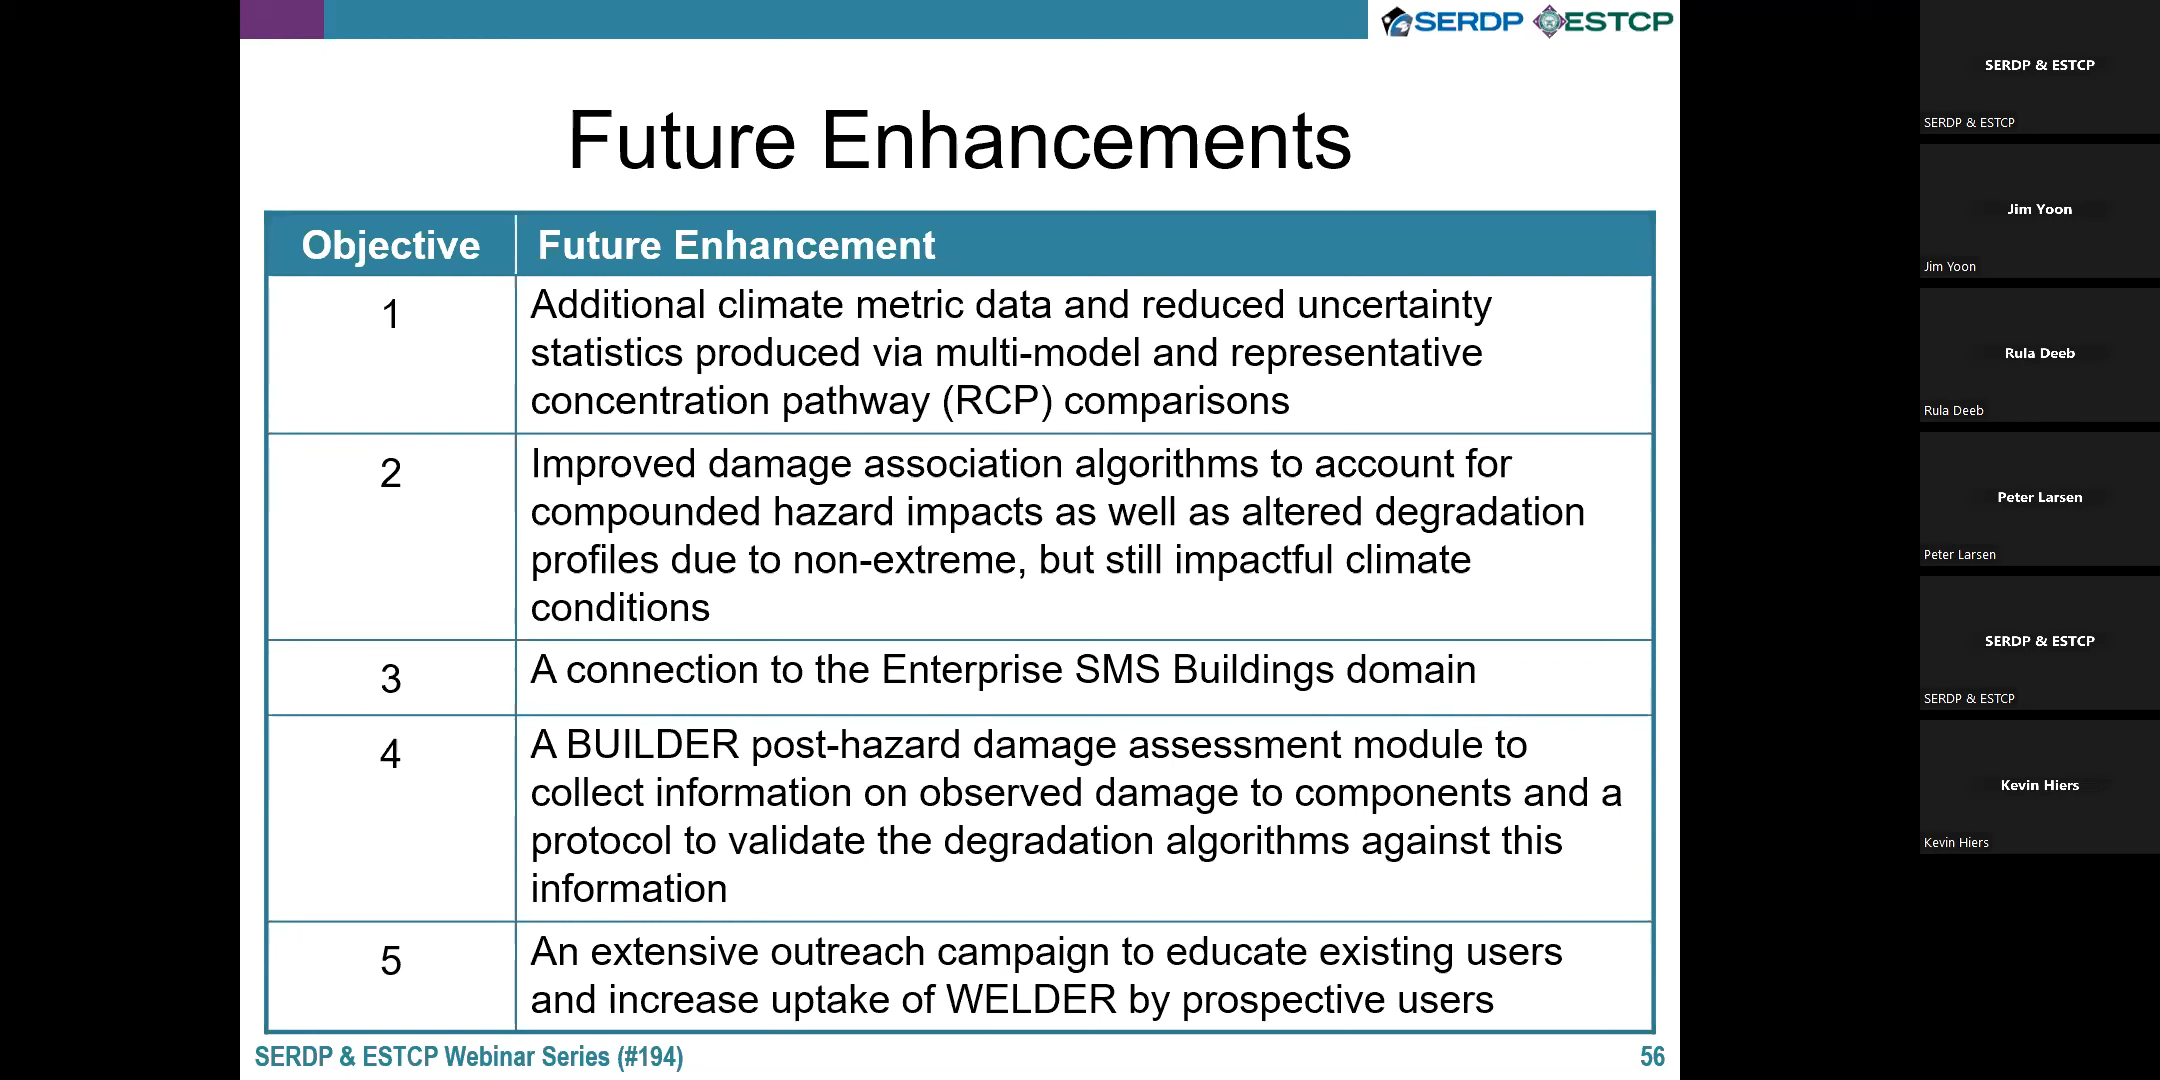 SERDP ESTCP
Future Enhancements
Objective Future Enhancement
1 Additional climate metric data and reduced uncertainty
statistics produced via multi-model and representative
concentration pathway (RCP) comparisons
2 Improved damage association algorithms to account for
compounded hazard impacts as well as altered degradation
profiles due to non-extreme, but still impactful climate
conditions
3 A connection to the Enterprise SMS Buildings domain
4 A BUILDER post-hazard damage assessment module to
collect information on observed damage to components and a
protocol to validate the degradation algorithms against this
information
5 An extensive outreach campaign to educate existing users
and increase uptake of WELDER by prospective users
SERDP & ESTCP Webinar Series (#194) 56
SERDP & ESTCP
SERDP & ESTCP
Jim Yoon
Jim Yoon
Rula Deeb
Rula Deeb
Peter Larsen
Peter Larsen
SERDP & ESTCP
SERDP & ESTCP
Kevin Hiers
Kevin Hiers